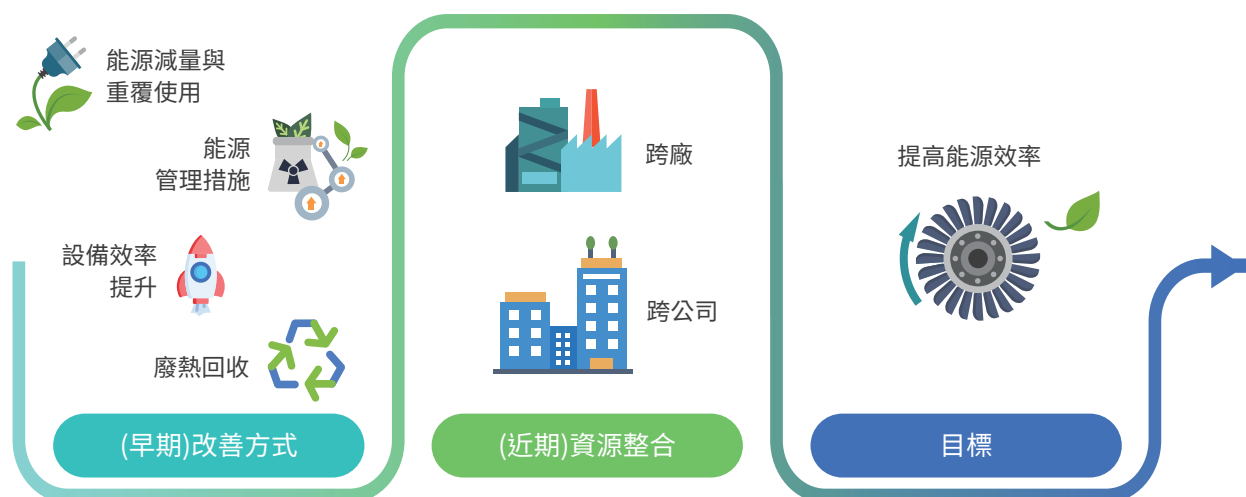 能源減量與
重覆使用
能源
管理措施
設備效率
提升
廢熱回收
(早期)改善方式
跨廠
跨公司
(近期)資源整合
提高能源效率
目標